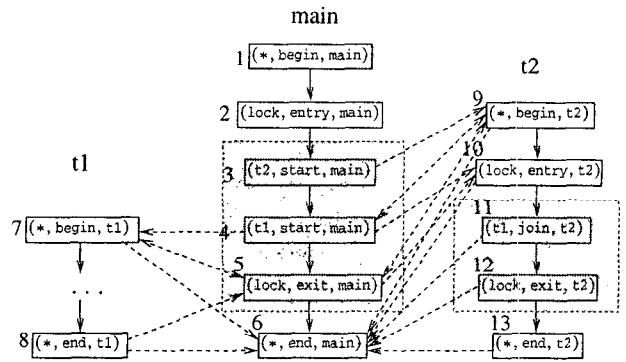 main
1 (*,begin,main)
t2
2 (lock,entry,main)
9 (*,begin,t2)
10
t1
3 (t2,start,main)
(lock,entry,t2)
7 (*,begin,t1)
4 (t1,start,main)
11
(t1,join,t2)
. . .
5
(lock,exit,main)
12
(lock,exit,t2)
8 (*,end,t1)
6
(*,end,main)
13
(*,end,t2)